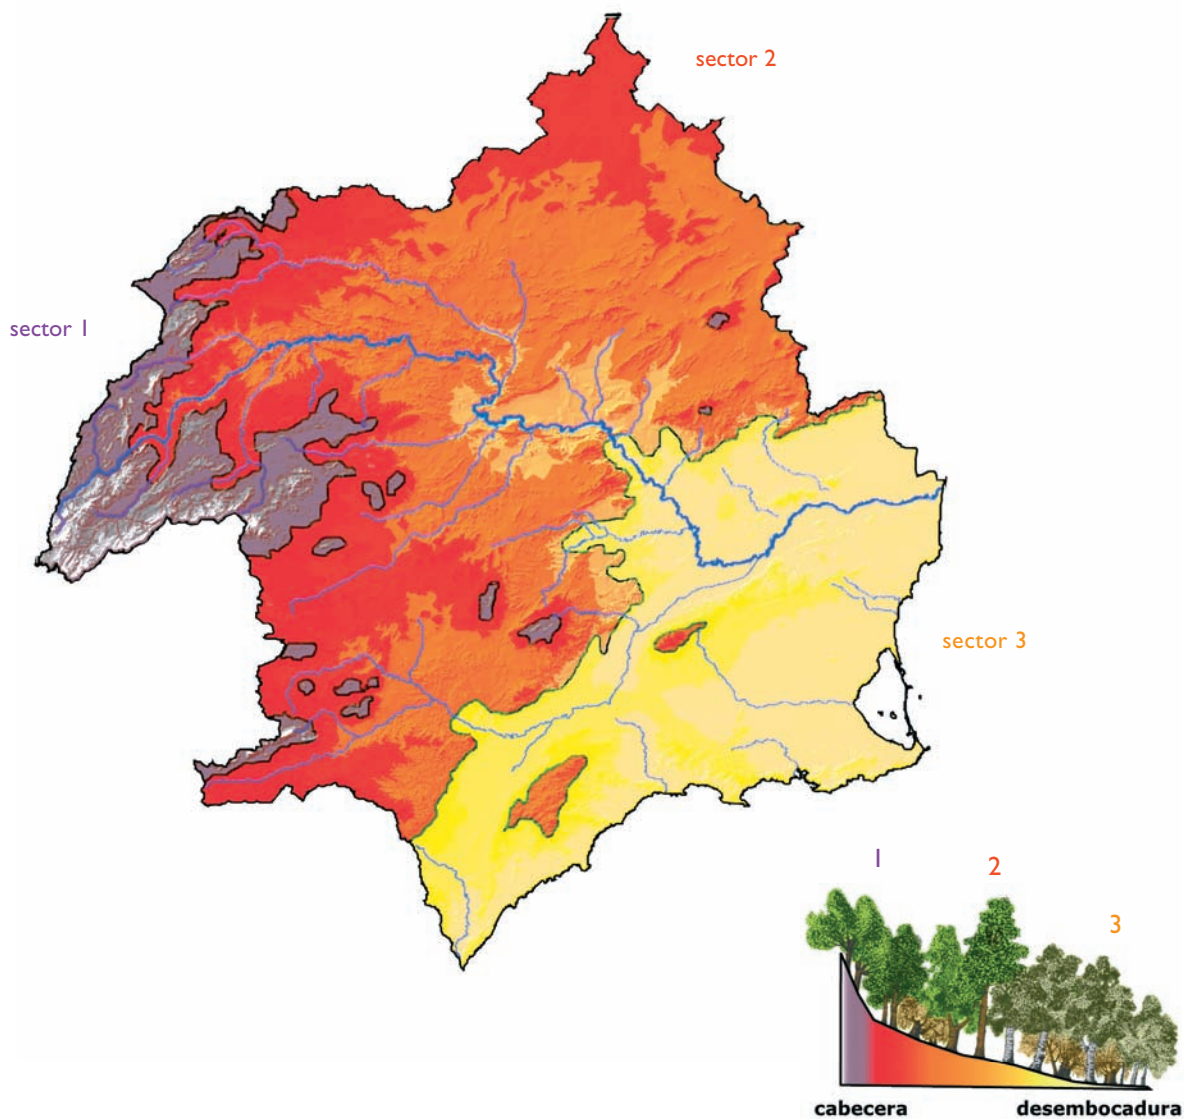 sector 2
sector 1
sector 3
1
2
3
cabecera
desembocadura